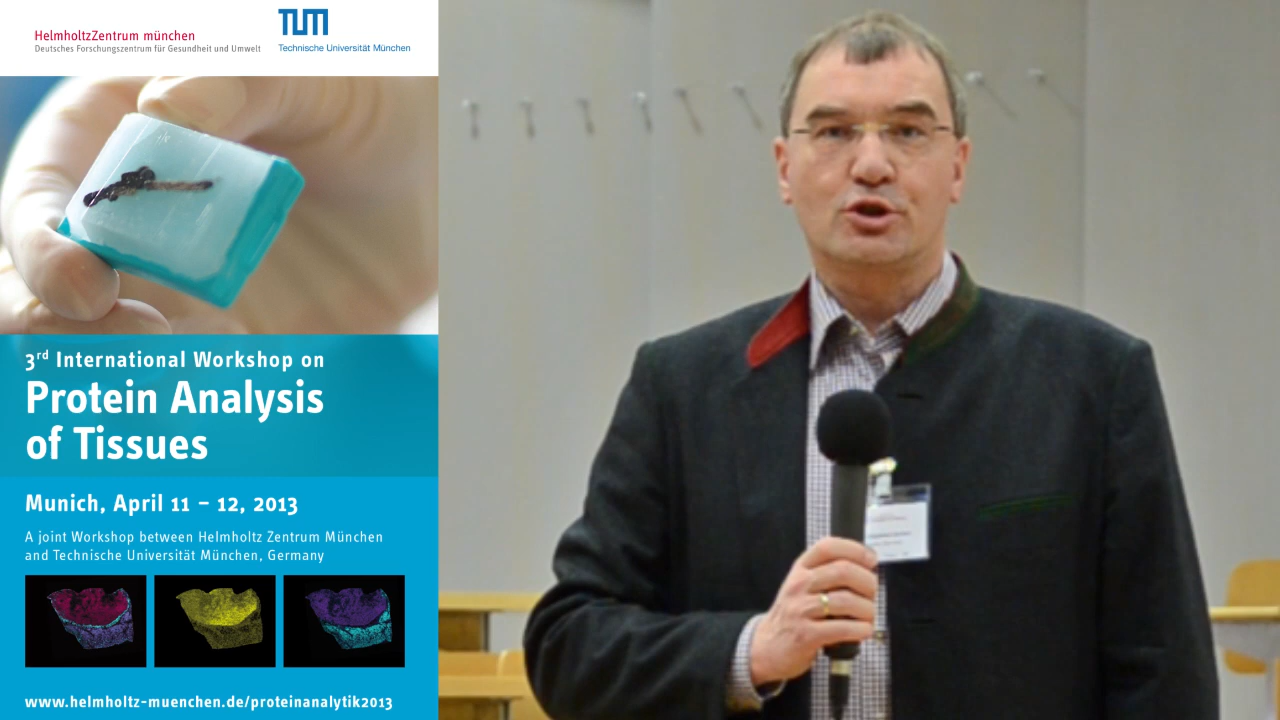 HelmholtzZentrum münchen
Deutsches Forschungszentrum für Gesundheit und Umwelt
TUM
Technische Universität München
3rd International Workshop on
Protein Analysis
of Tissues
Munich, April 11 – 12, 2013
A joint Workshop between Helmholtz Zentrum München
and Technische Universität München, Germany
www.helmholtz-muenchen.de/proteinanalytik2013